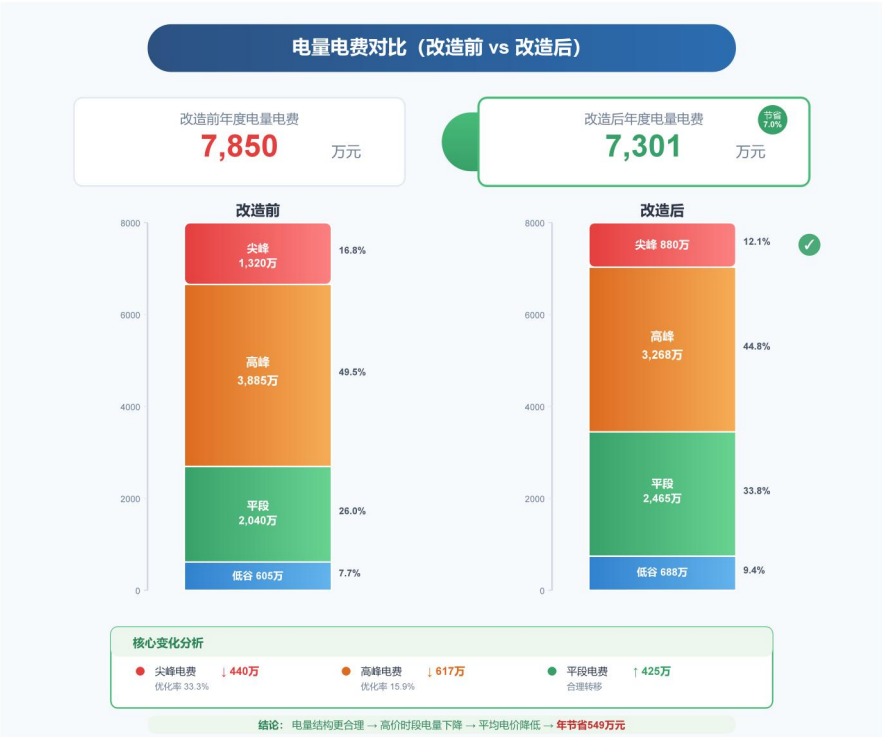 电量电费对比（改造前 vs 改造后）
改造前年度电量电费
7,850 万元
改造后年度电量电费
7,301 万元
节省
7.0%
改造前
8000
6000
4000
2000
0
尖峰
1,320万
16.8%
高峰
3,885万
49.5%
平段
2,040万
26.0%
低谷 605万
7.7%
改造后
8000
6000
4000
2000
0
尖峰 880万
12.1%
✓
高峰
3,268万
44.8%
平段
2,465万
33.8%
低谷 688万
9.4%
核心变化分析
尖峰电费 ↓ 440万
优化率 33.3%
高峰电费 ↓ 617万
优化率 15.9%
平段电费 ↑ 425万
合理转移
结论： 电量结构更合理 → 高价时段电量下降 → 平均电价降低 → 年节省549万元